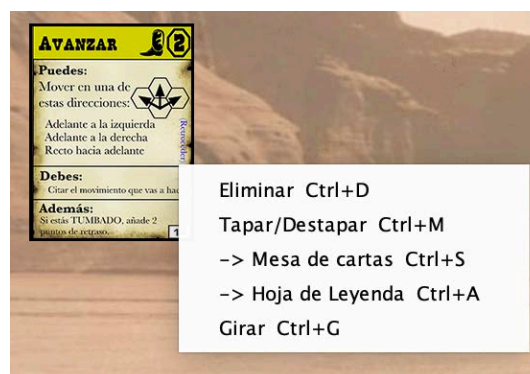 AVANZAR 2
Puedes:
Mover en una de
estas direcciones:
Adelante a la izquierda
Adelante a la derecha
Recto hacia adelante
Debes:
Citar el movimiento que vas a
Además:
Si estás TUMBADO, añade 2
puntos de retraso.
1
Eliminar Ctrl+D
Tapar/Destapar Ctrl+M
-> Mesa de cartas Ctrl+S
-> Hoja de Leyenda Ctrl+A
Girar Ctrl+G